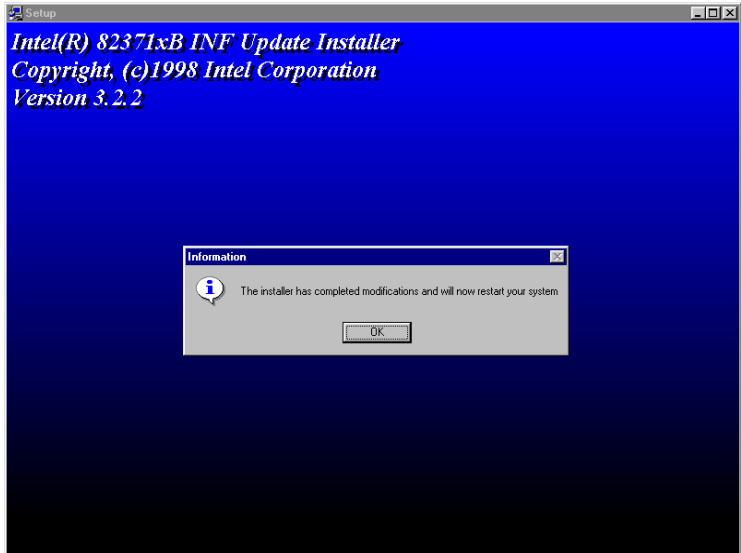 Setup
Intel(R) 82371xB INF Update Installer
Copyright, (c)1998 Intel Corporation
Version 3.2.2
Information
The installer has completed modifications and will now restart your system
OK